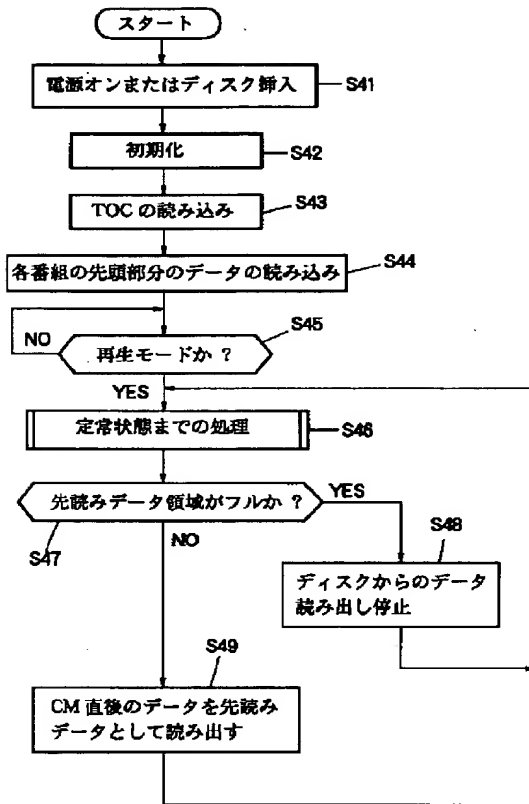 スタート
電源オンまたはディスク挿入
S41
初期化
S42
TOCの読み込み
S43
各番組の先頭部分のデータの読み込み
S44
S45
NO
再生モードか?
YES
定常状態までの処理
S46
先読みデータ領域がフルか?
YES
S47
NO
S48
ディスクからのデータ
読み出し停止
S49
CM直後のデータを先読み
データとして読み出す